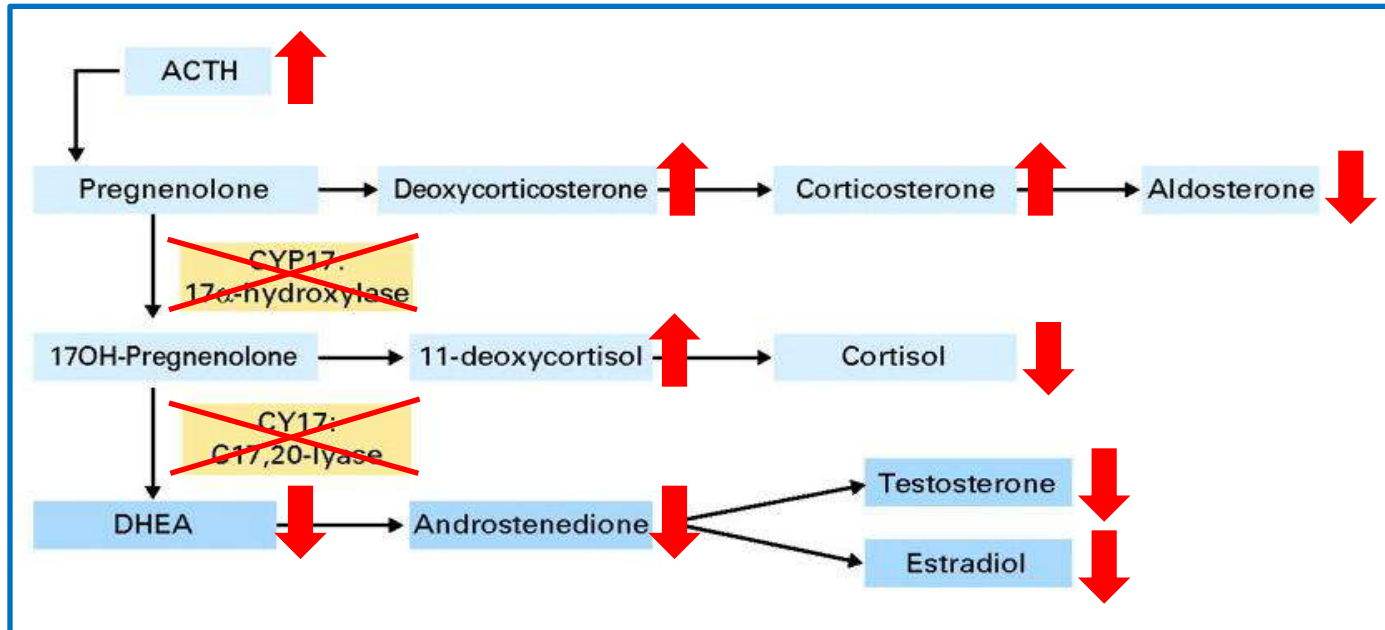 ACTH
Pregnenolone
Deoxycorticosterone
Corticosterone
Aldosterone
CYP17:
17α-hydroxylase
17OH-Pregnenolone
11-deoxycortisol
Cortisol
CY17:
C17,20-lyase
Testosterone
DHEA
Androstenedione
Estradiol